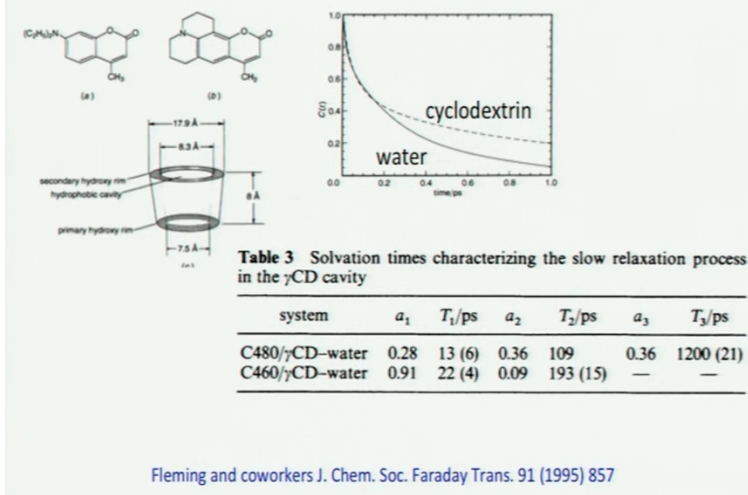 (C₂H₅)₂N
O
O
CH₃
(a)
N
O
O
CH₃
(b)
17.9 Å
8.3 Å
secondary hydroxy rim
hydrophobic cavity
8 Å
primary hydroxy rim
7.5 Å
1.0
0.8
0.6
0.4
0.2
0.0
C(t)
cyclodextrin
water
0.2 0.4 0.6 0.8 1.0
time/ps
Table 3 Solvation times characterizing the slow relaxation process
in the γCD cavity
system a₁ T₁/ps a₂ T₂/ps a₃ T₃/ps
C480/γCD–water 0.28 13 (6) 0.36 109 0.36 1200 (21)
C460/γCD–water 0.91 22 (4) 0.09 193 (15) — —
Fleming and coworkers J. Chem. Soc. Faraday Trans. 91 (1995) 857